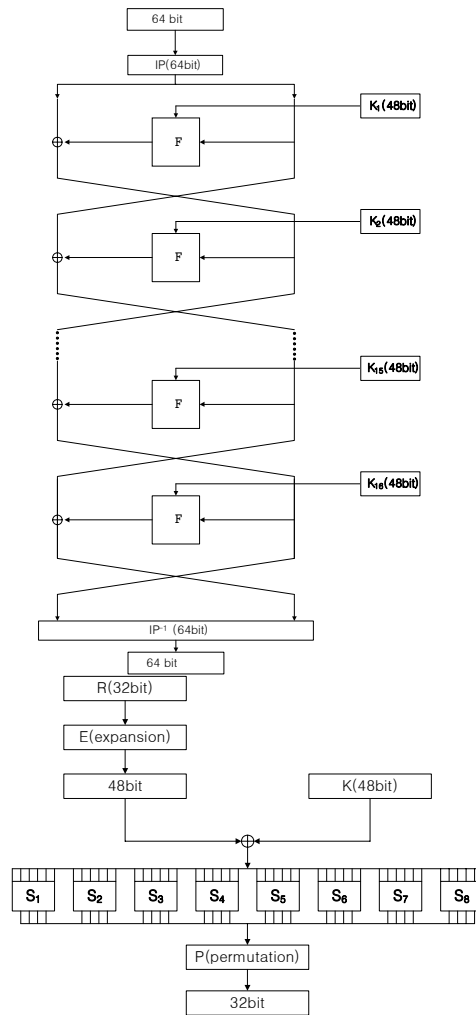 64 bit
IP(64bit)
K1(48bit)
F
K2(48bit)
F
K15(48bit)
F
K16(48bit)
F
IP-1 (64bit)
64 bit
R(32bit)
E(expansion)
48bit
K(48bit)
S1 S2 S3 S4 S5 S6 S7 S8
P(permutation)
32bit